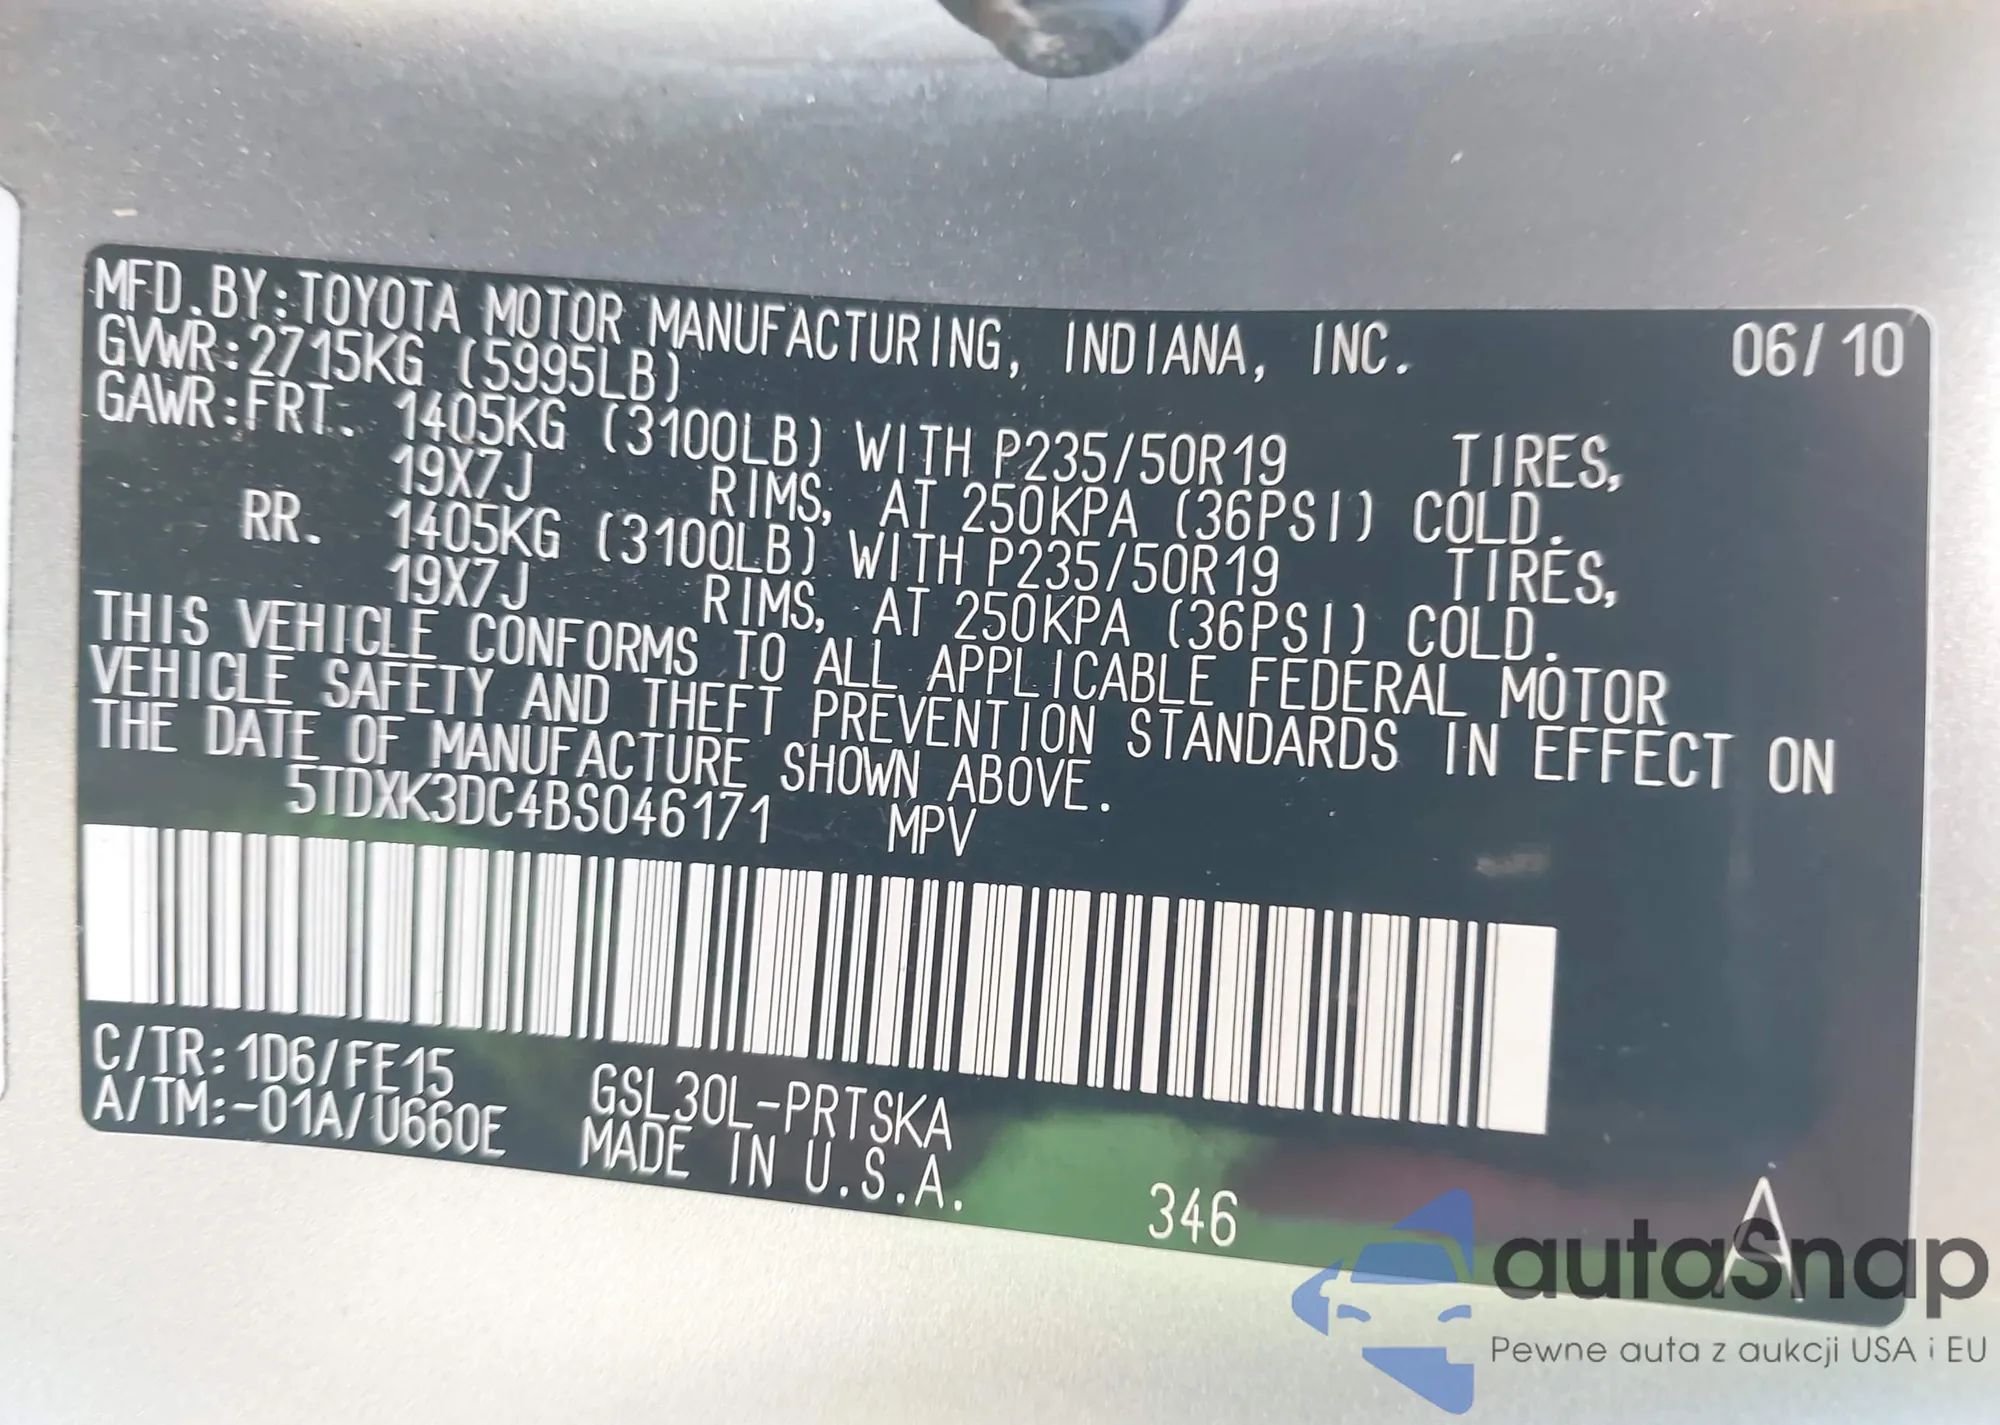 MFD.BY:TOYOTA MOTOR MANUFACTURING, INDIANA, INC. 06/10
GVWR:2715KG (5995LB)
GAWR:FRT. 1405KG (3100LB) WITH P235/50R19 TIRES,
19X7J RIMS, AT 250KPA (36PSI) COLD.
RR. 1405KG (3100LB) WITH P235/50R19 TIRES,
19X7J RIMS, AT 250KPA (36PSI) COLD.
THIS VEHICLE CONFORMS TO ALL APPLICABLE FEDERAL MOTOR
VEHICLE SAFETY AND THEFT PREVENTION STANDARDS IN EFFECT ON
THE DATE OF MANUFACTURE SHOWN ABOVE.
5TDXK3DC4BS046171 MPV
C/TR:1D6/FE15 GSL30L-PRTSKA
A/TM:-01A/U660E MADE IN U.S.A.
346 A
autosnap
Pewne auta z aukcji USA i EU